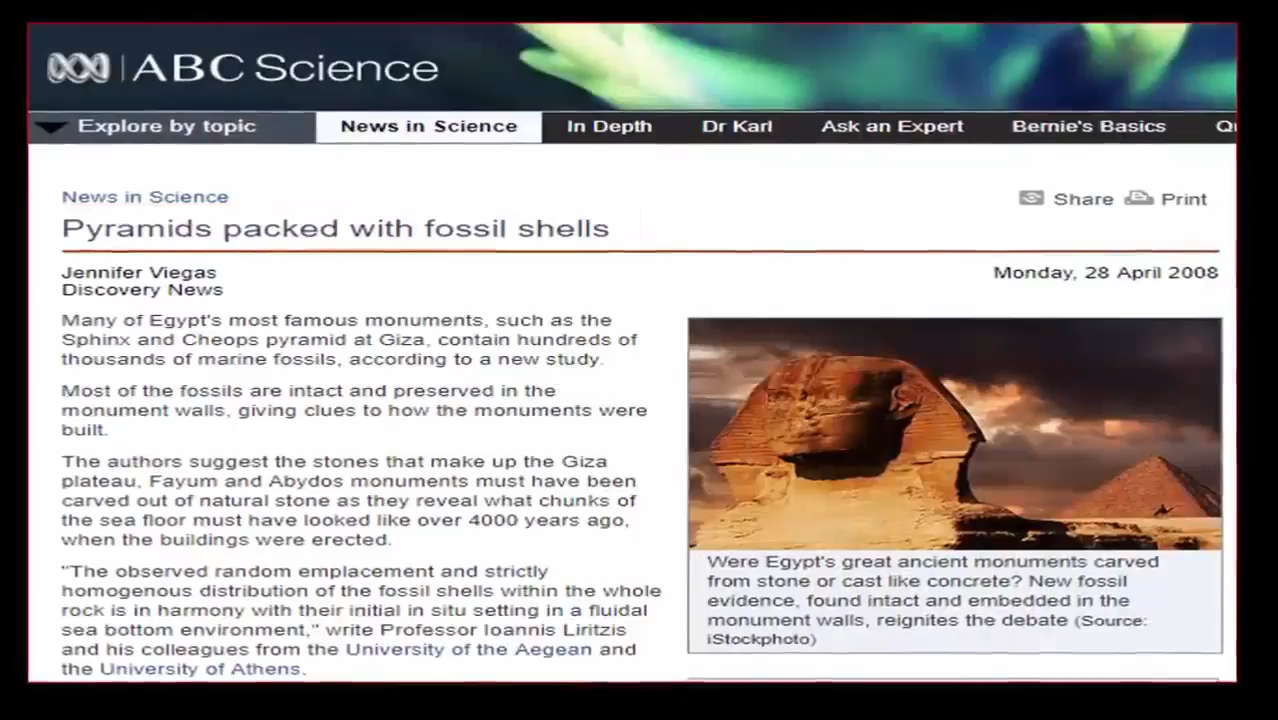 ABC Science
Explore by topic News in Science In Depth Dr Karl Ask an Expert Bernie's Basics
News in Science
Share Print
Pyramids packed with fossil shells
Jennifer Viegas
Discovery News
Monday, 28 April 2008
Many of Egypt's most famous monuments, such as the
Sphinx and Cheops pyramid at Giza, contain hundreds of
thousands of marine fossils, according to a new study.
Most of the fossils are intact and preserved in the
monument walls, giving clues to how the monuments were
built.
The authors suggest the stones that make up the Giza
plateau, Fayum and Abydos monuments must have been
carved out of natural stone as they reveal what chunks of
the sea floor must have looked like over 4000 years ago,
when the buildings were erected.
"The observed random emplacement and strictly
homogenous distribution of the fossil shells within the whole
rock is in harmony with their initial in situ setting in a fluidal
sea bottom environment," write Professor Ioannis Liritzis
and his colleagues from the University of the Aegean and
the University of Athens.
Were Egypt's great ancient monuments carved
from stone or cast like concrete? New fossil
evidence, found intact and embedded in the
monument walls, reignites the debate (Source:
iStockphoto)